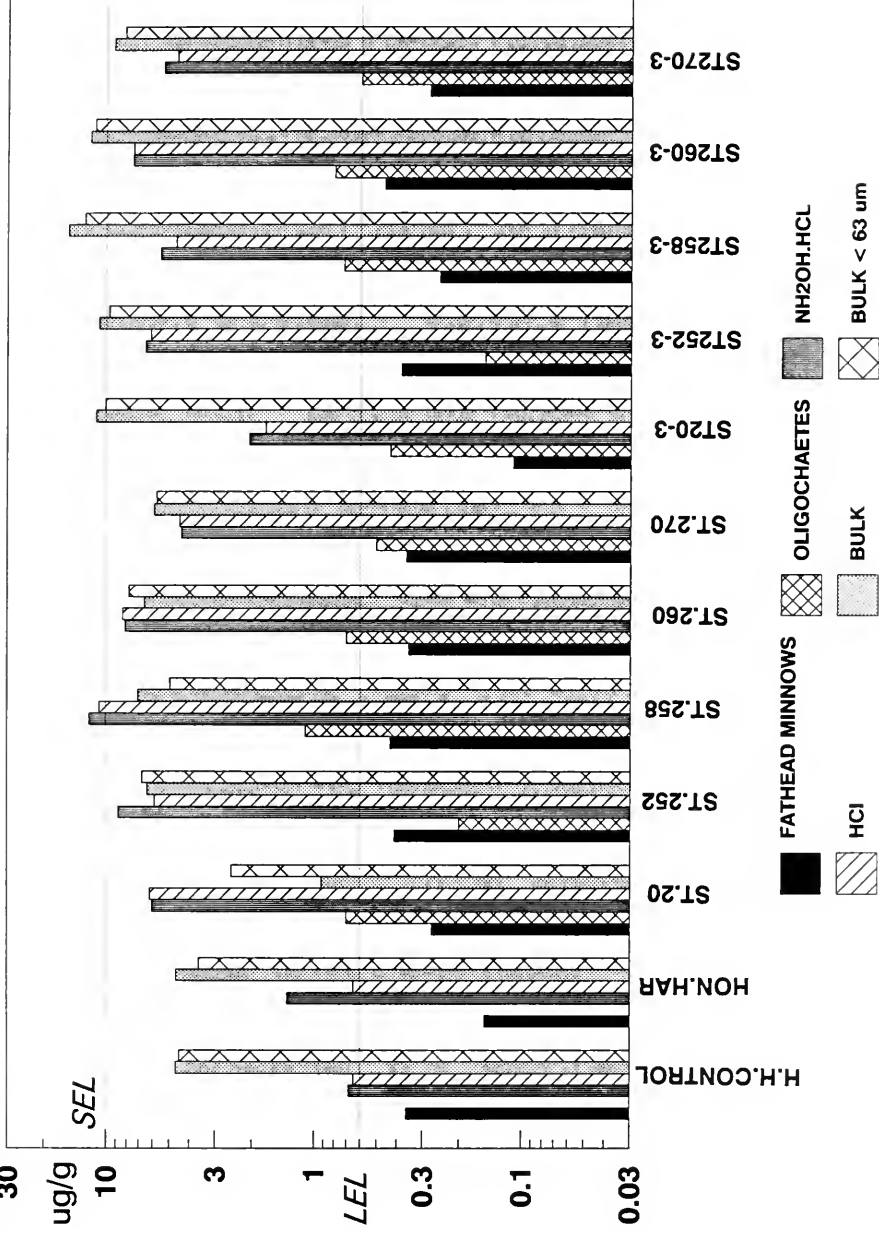 30
ug/g
SEL
10
3
1
LEL
0.3
0.1
0.03
H.H.CONTROL
HON.HAR
ST.20
ST.252
ST.258
ST.260
ST.270
ST20-3
ST252-3
ST258-3
ST260-3
ST270-3
FATHEAD MINNOWS
OLIGOCHAETES
NH2OH.HCL
HCl
BULK
BULK < 63 um